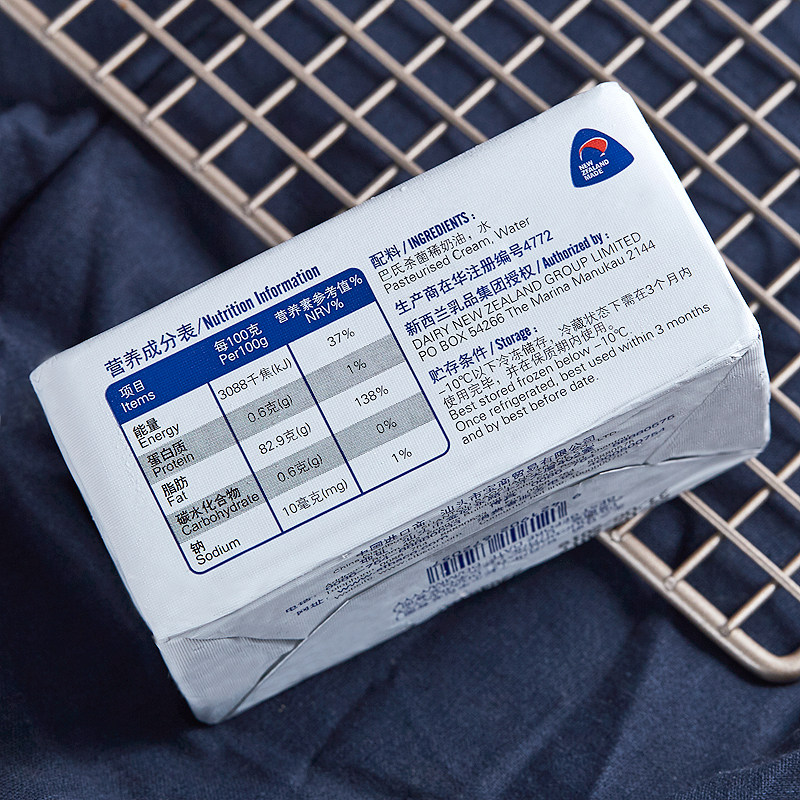 NEW
ZEALAND
MADE
营养成分表/Nutrition Information
项目
Items
每100克
Per100g
营养素参考值%
NRV%
能量
Energy
3088千焦(kJ)
37%
蛋白质
Protein
0.6克(g)
1%
脂肪
Fat
82.9克(g)
138%
碳水化合物
Carbohydrate
0.6克(g)
0%
钠
Sodium
10毫克(mg)
1%
配料 / INGREDIENTS :
巴氏杀菌稀奶油，水
Pasteurised Cream, Water
生产商在华注册编号4772
新西兰乳品集团授权 / Authorized by :
DAIRY NEW ZEALAND GROUP LIMITED
PO BOX 54266 The Marina Manukau 2144
贮存条件 / Storage :
-10℃以下冷冻储存，冷藏状态下需在3个月内
使用完毕，并在保质期内使用。
Best stored frozen below −10℃.
Once refrigerated, best used within 3 months
and by best before date.